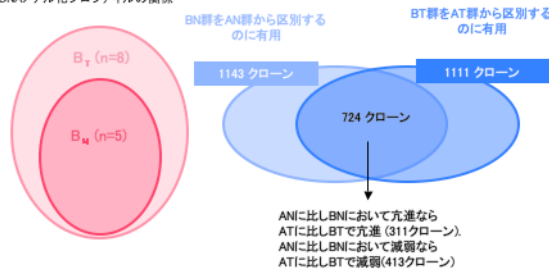 BN群をAN群から区別する
のに有用
BT群をAT群から区別する
のに有用
1143 クローン
1111 クローン
B_T (n=8)
B_N (n=5)
724 クローン
ANに比しBNにおいて亢進なら
ATに比しBTで亢進 (311クローン).
ANに比しBNにおいて減弱なら
ATに比しBTで減弱(413クローン)